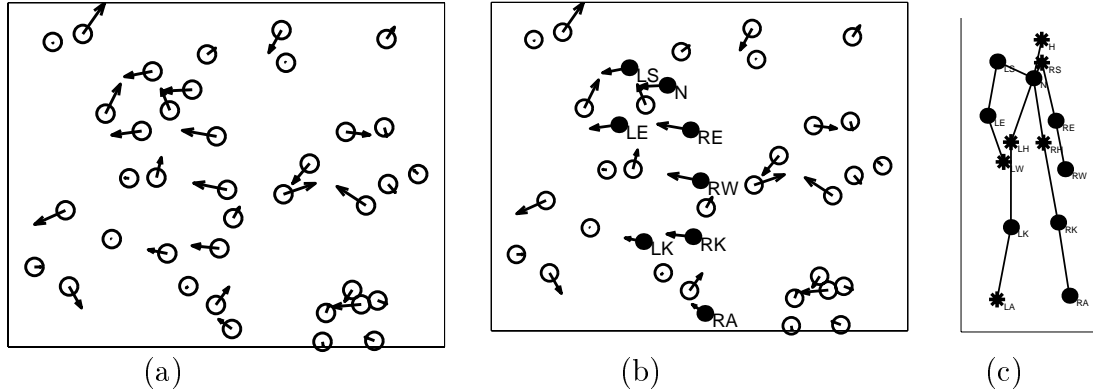 LS
N
LE
RE
RW
LK RK
RA
H
LS RS
N
LE RE
LH RH
LW RW
LK RK
LA RA
(a) (b) (c)